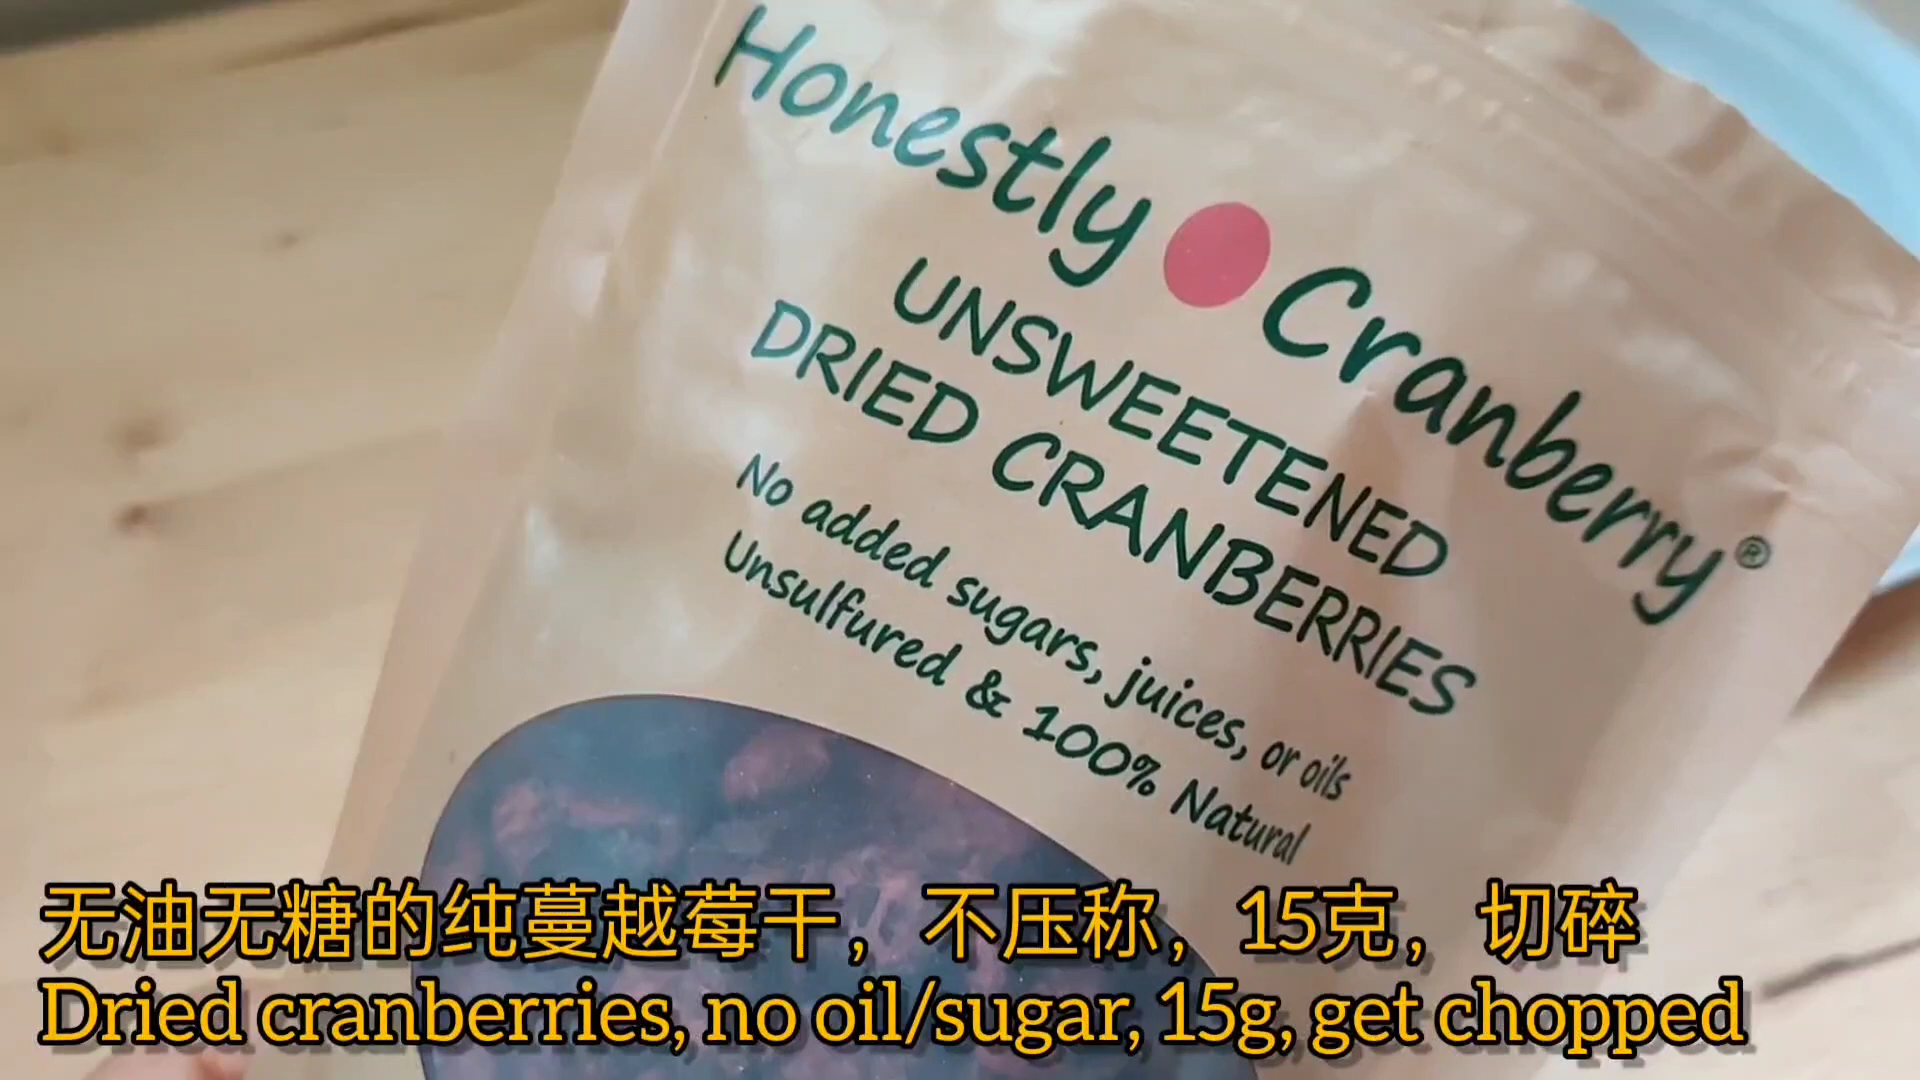 Honestly Cranberry®
UNSWEETENED
DRIED CRANBERRIES
No added sugars, juices, or oils
Unsulfured & 100% Natural
无油无糖的纯蔓越莓干，不压称，15克，切碎
Dried cranberries, no oil/sugar, 15g, get chopped